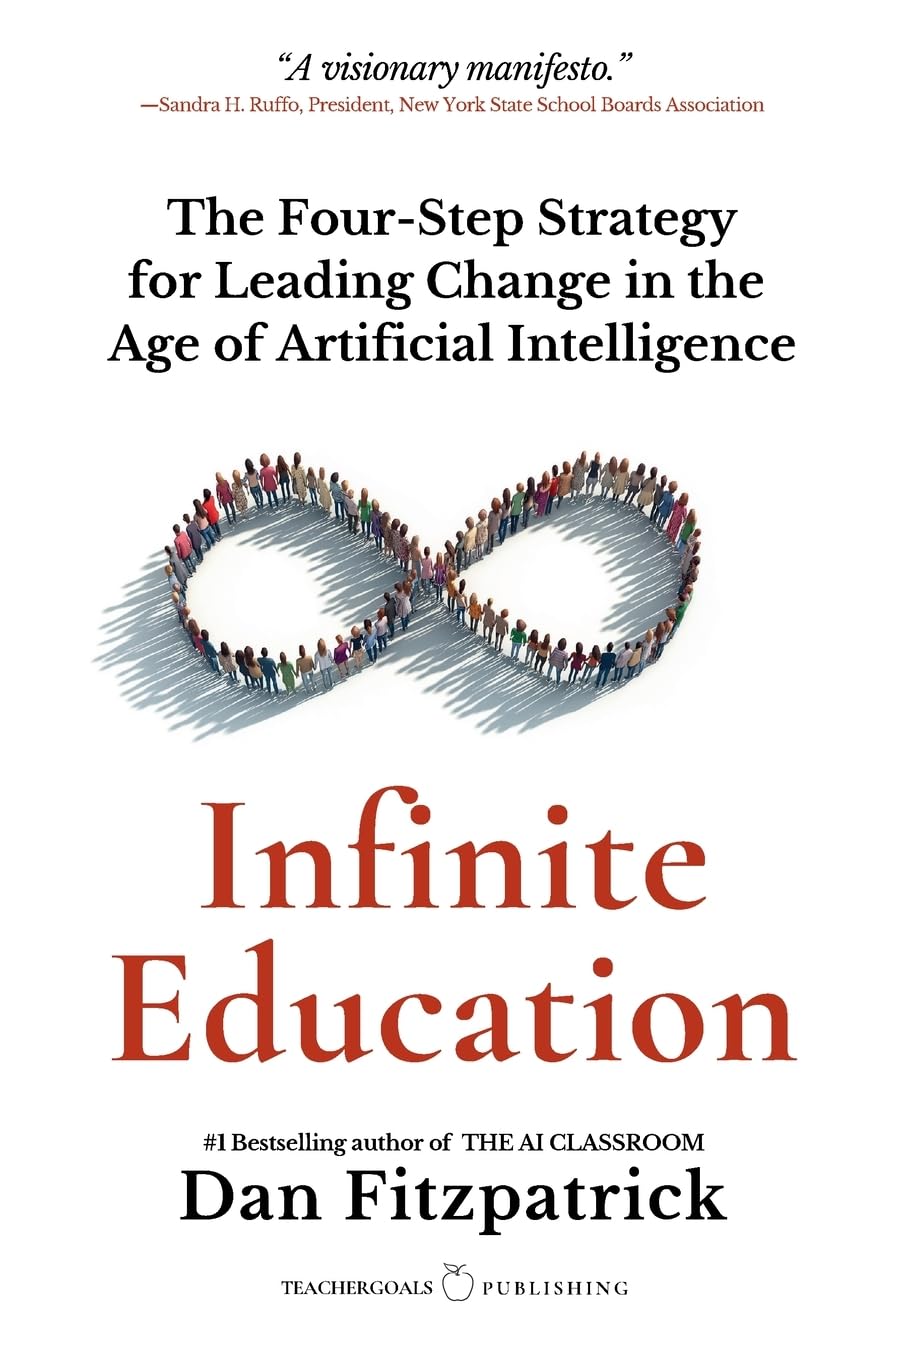 “A visionary manifesto.”
—Sandra H. Ruffo, President, New York State School Boards Association
The Four-Step Strategy
for Leading Change in the
Age of Artificial Intelligence
Infinite
Education
#1 Bestselling author of THE AI CLASSROOM
Dan Fitzpatrick
TEACHERGOALS PUBLISHING